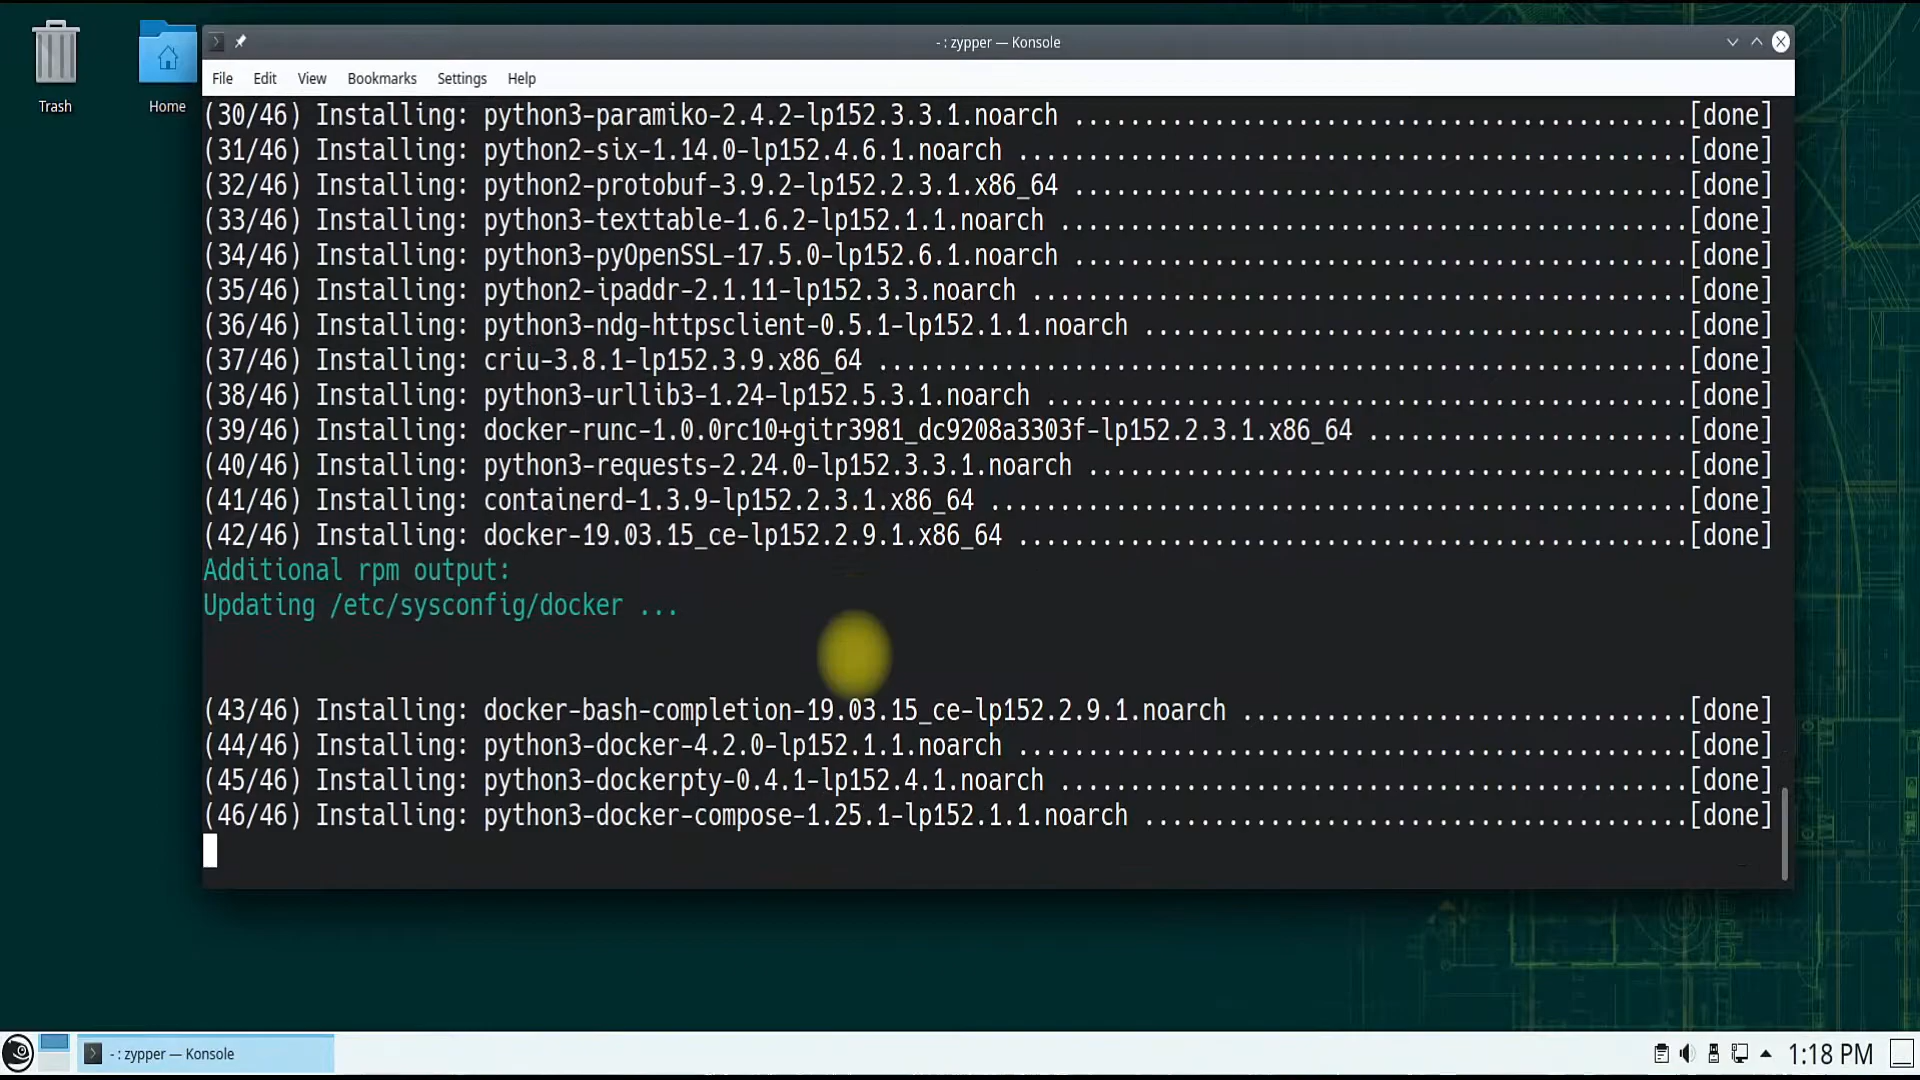 Trash
Home
- : zypper — Konsole
File Edit View Bookmarks Settings Help
(30/46) Installing: python3-paramiko-2.4.2-lp152.3.3.1.noarch ............................................[done]
(31/46) Installing: python2-six-1.14.0-lp152.4.6.1.noarch ................................................[done]
(32/46) Installing: python2-protobuf-3.9.2-lp152.2.3.1.x86_64 ............................................[done]
(33/46) Installing: python3-texttable-1.6.2-lp152.1.1.noarch .............................................[done]
(34/46) Installing: python3-pyOpenSSL-17.5.0-lp152.6.1.noarch ............................................[done]
(35/46) Installing: python2-ipaddr-2.1.11-lp152.3.3.noarch ...............................................[done]
(36/46) Installing: python3-ndg-httpsclient-0.5.1-lp152.1.1.noarch .......................................[done]
(37/46) Installing: criu-3.8.1-lp152.3.9.x86_64 ..........................................................[done]
(38/46) Installing: python3-urllib3-1.24-lp152.5.3.1.noarch ..............................................[done]
(39/46) Installing: docker-runc-1.0.0rc10+gitr3981_dc9208a3303f-lp152.2.3.1.x86_64 .......................[done]
(40/46) Installing: python3-requests-2.24.0-lp152.3.3.1.noarch ...........................................[done]
(41/46) Installing: containerd-1.3.9-lp152.2.3.1.x86_64 ..................................................[done]
(42/46) Installing: docker-19.03.15_ce-lp152.2.9.1.x86_64 ................................................[done]
Additional rpm output:
Updating /etc/sysconfig/docker ...
(43/46) Installing: docker-bash-completion-19.03.15_ce-lp152.2.9.1.noarch ................................[done]
(44/46) Installing: python3-docker-4.2.0-lp152.1.1.noarch ................................................[done]
(45/46) Installing: python3-dockerpty-0.4.1-lp152.4.1.noarch .............................................[done]
(46/46) Installing: python3-docker-compose-1.25.1-lp152.1.1.noarch .......................................[done]
- : zypper — Konsole
1:18 PM